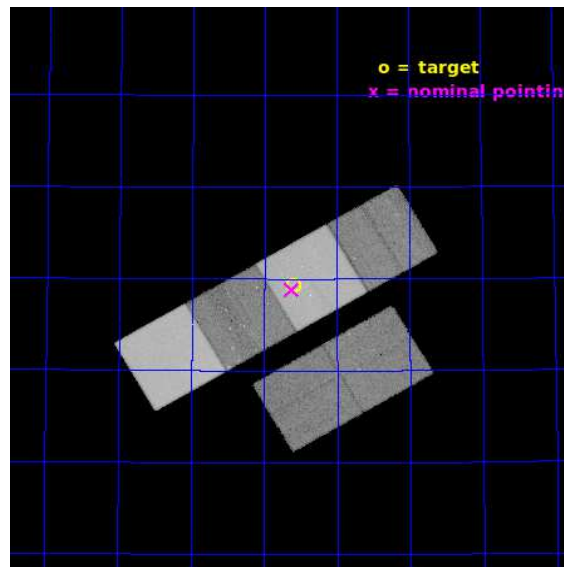 o = target
x = nominal pointin